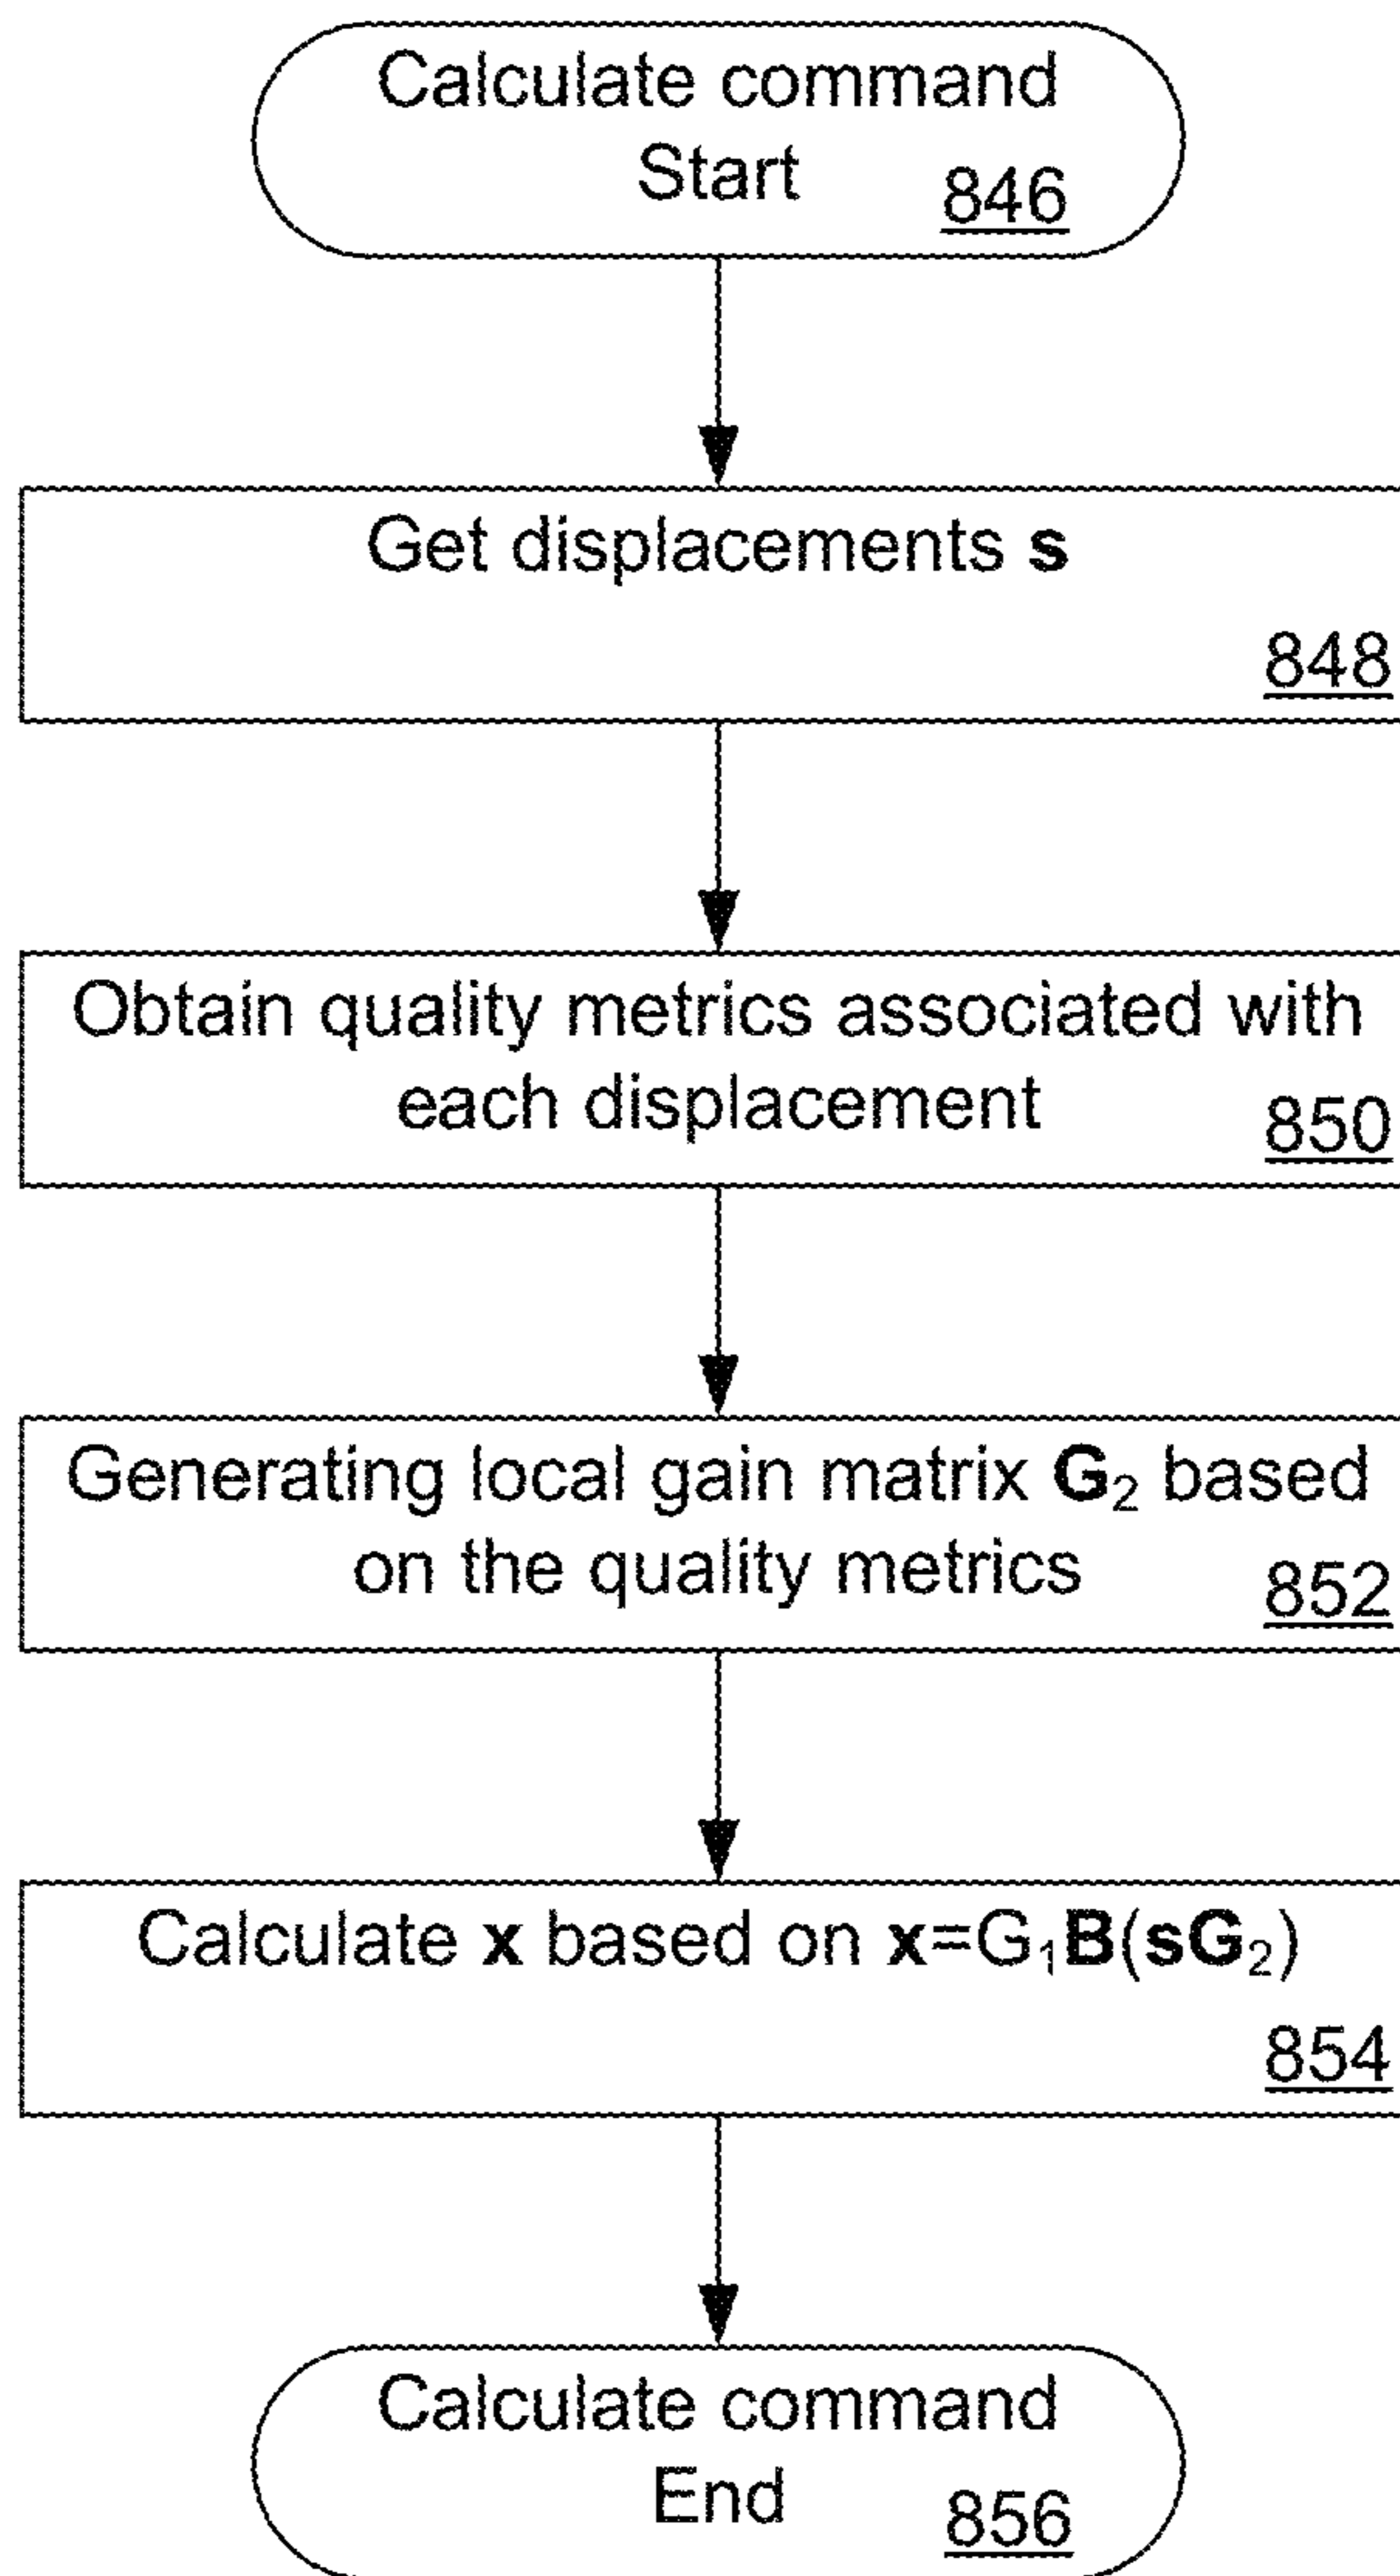 Calculate command
Start 846
Get displacements s
848
Obtain quality metrics associated with
each displacement 850
Generating local gain matrix G₂ based
on the quality metrics 852
Calculate x based on x=G₁B(sG₂)
854
Calculate command
End 856